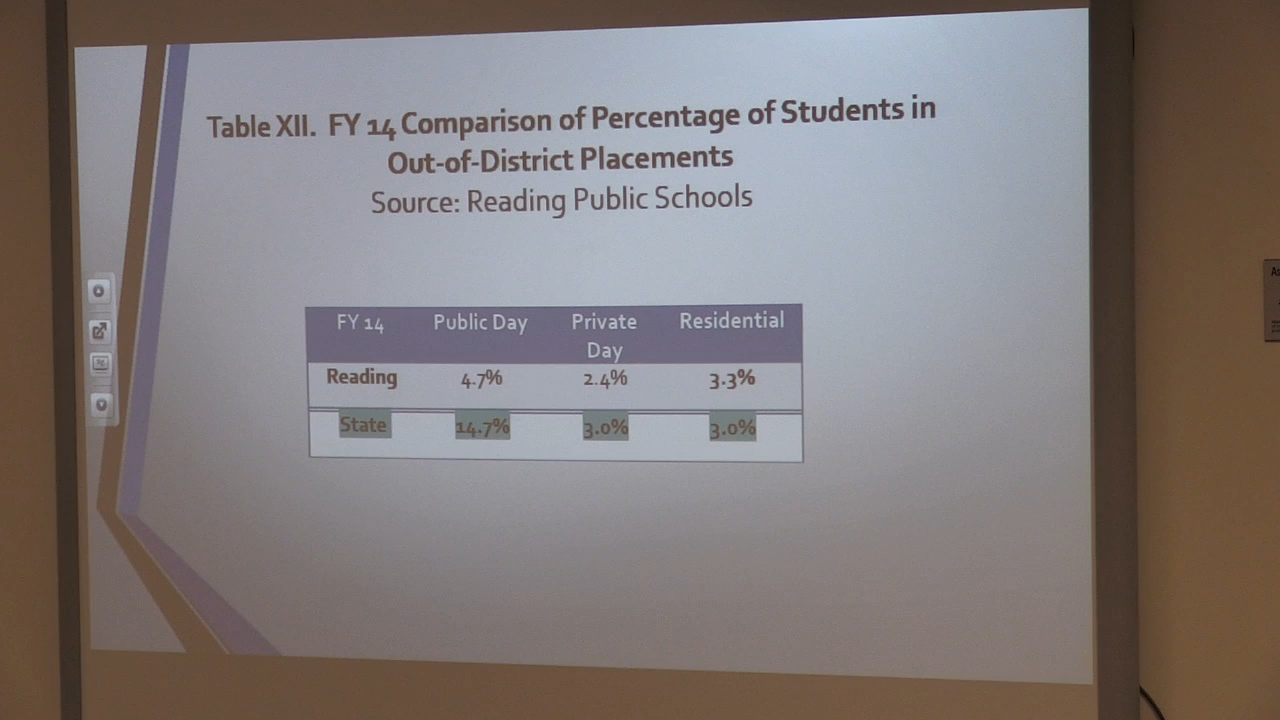 Table XII. FY 14 Comparison of Percentage of Students in
Out-of-District Placements
Source: Reading Public Schools
FY 14 Public Day Private Day Residential
Reading 4.7% 2.4% 3.3%
State 14.7% 3.0% 3.0%